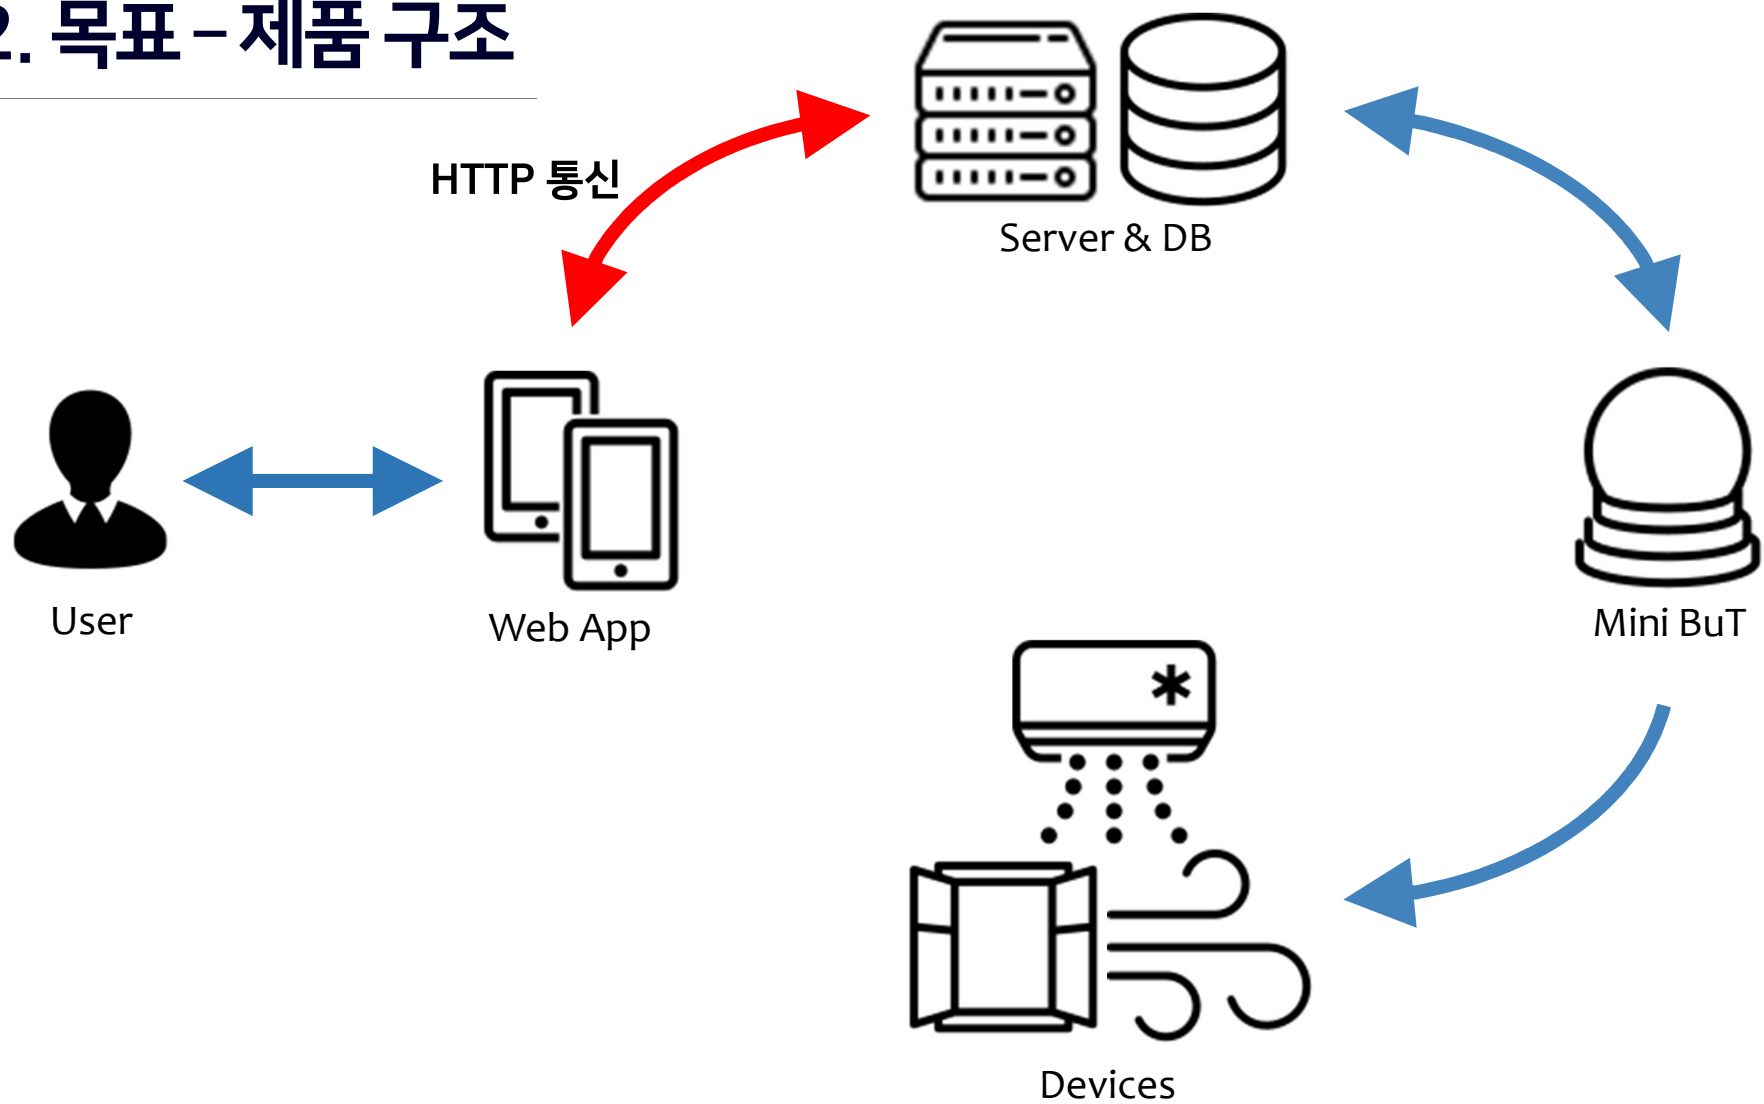 2. 목표 – 제품 구조
HTTP 통신
Server & DB
User
Web App
Mini BuT
Devices